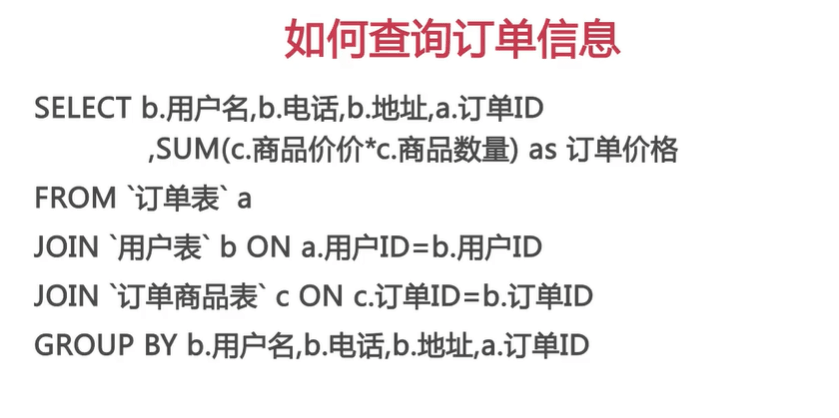 如何查询订单信息
SELECT b.用户名,b.电话,b.地址,a.订单ID
,SUM(c.商品价价*c.商品数量) as 订单价格
FROM `订单表` a
JOIN `用户表` b ON a.用户ID=b.用户ID
JOIN `订单商品表` c ON c.订单ID=b.订单ID
GROUP BY b.用户名,b.电话,b.地址,a.订单ID